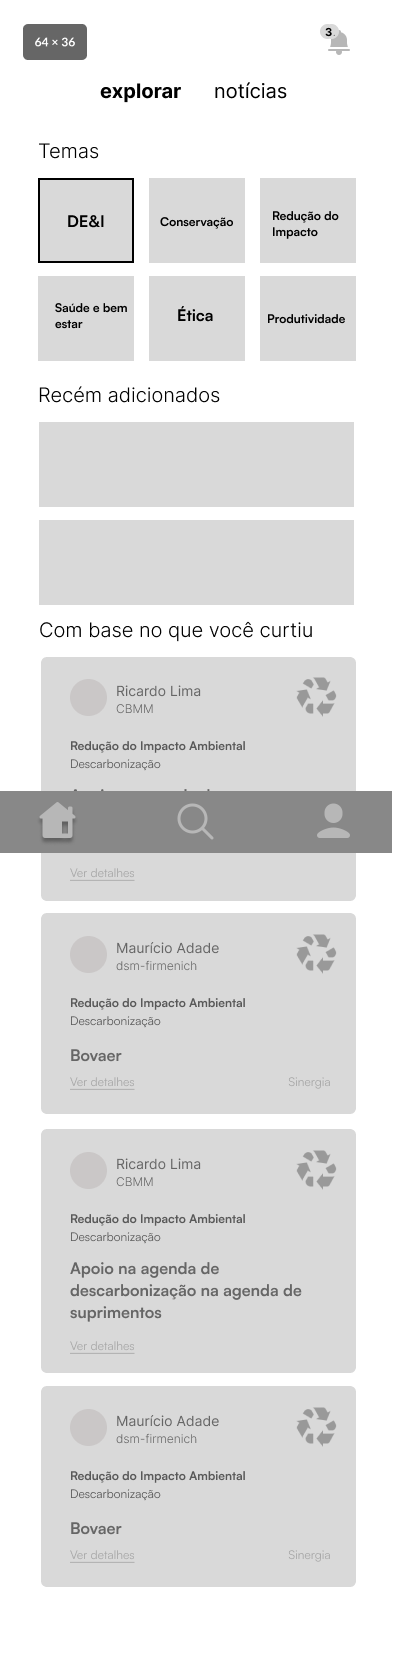 64 × 36
3
explorar notícias
Temas
DE&I
Conservação
Redução do
Impacto
Saúde e bem
estar
Ética
Produtividade
Recém adicionados
Com base no que você curtiu
Ricardo Lima
CBMM
Redução do Impacto Ambiental
Descarbonização
Ver detalhes
Maurício Adade
dsm-firmenich
Redução do Impacto Ambiental
Descarbonização
Bovaer
Ver detalhes Sinergia
Ricardo Lima
CBMM
Redução do Impacto Ambiental
Descarbonização
Apoio na agenda de
descarbonização na agenda de
suprimentos
Ver detalhes
Maurício Adade
dsm-firmenich
Redução do Impacto Ambiental
Descarbonização
Bovaer
Ver detalhes Sinergia